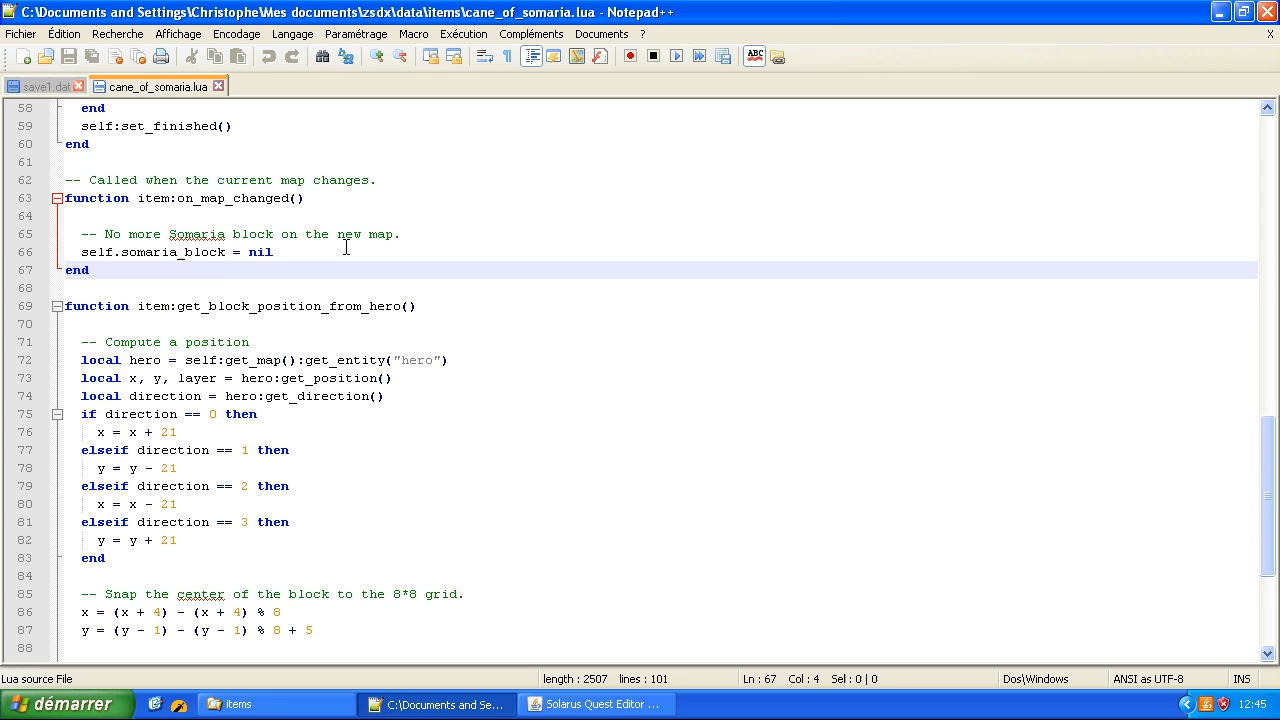 C:\Documents and Settings\Christophe\Mes documents\zsdx\data\items\cane_of_somaria.lua - Notepad++
Fichier Édition Recherche Affichage Encodage Langage Paramétrage Macro Exécution Compléments Documents ? X
ABC
save1.dat cane_of_somaria.lua
58 end
59 self:set_finished()
60 end
61
62 -- Called when the current map changes.
63 function item:on_map_changed()
64
65 -- No more Somaria block on the new map.
66 self.somaria_block = nil
67 end
68
69 function item:get_block_position_from_hero()
70
71 -- Compute a position
72 local hero = self:get_map():get_entity("hero")
73 local x, y, layer = hero:get_position()
74 local direction = hero:get_direction()
75 if direction == 0 then
76 x = x + 21
77 elseif direction == 1 then
78 y = y - 21
79 elseif direction == 2 then
80 x = x - 21
81 elseif direction == 3 then
82 y = y + 21
83 end
84
85 -- Snap the center of the block to the 8*8 grid.
86 x = (x + 4) - (x + 4) % 8
87 y = (y - 1) - (y - 1) % 8 + 5
88
Lua source File length : 2507 lines : 101 Ln : 67 Col : 4 Sel : 0 | 0 Dos\Windows ANSI as UTF-8 INS
démarrer items C:\Documents and Se... Solarus Quest Editor ... 12:45